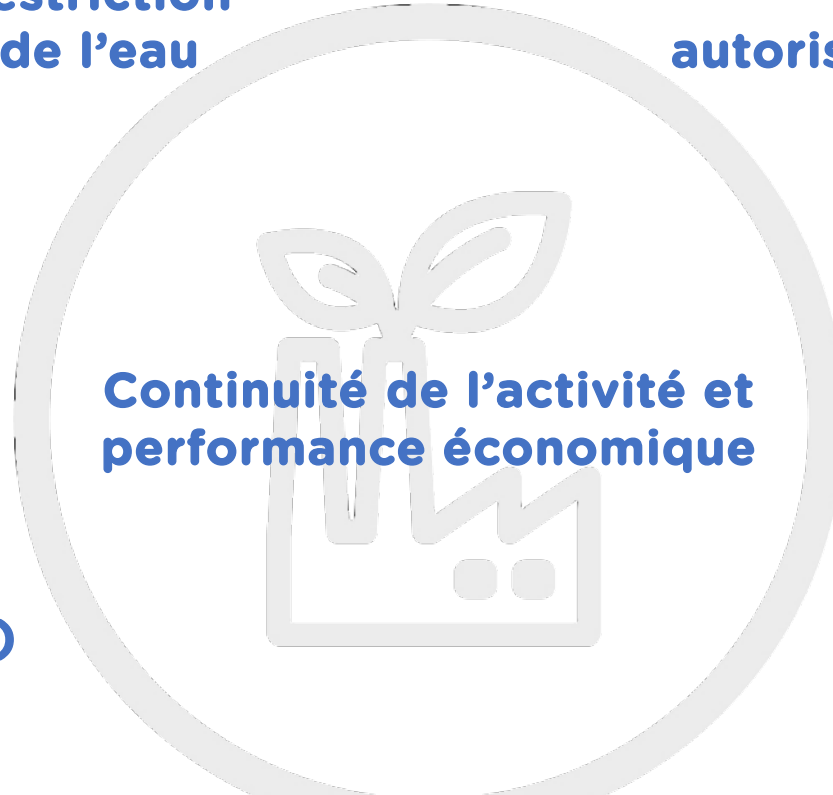 de l'eau
Continuité de l'activité et
performance économique